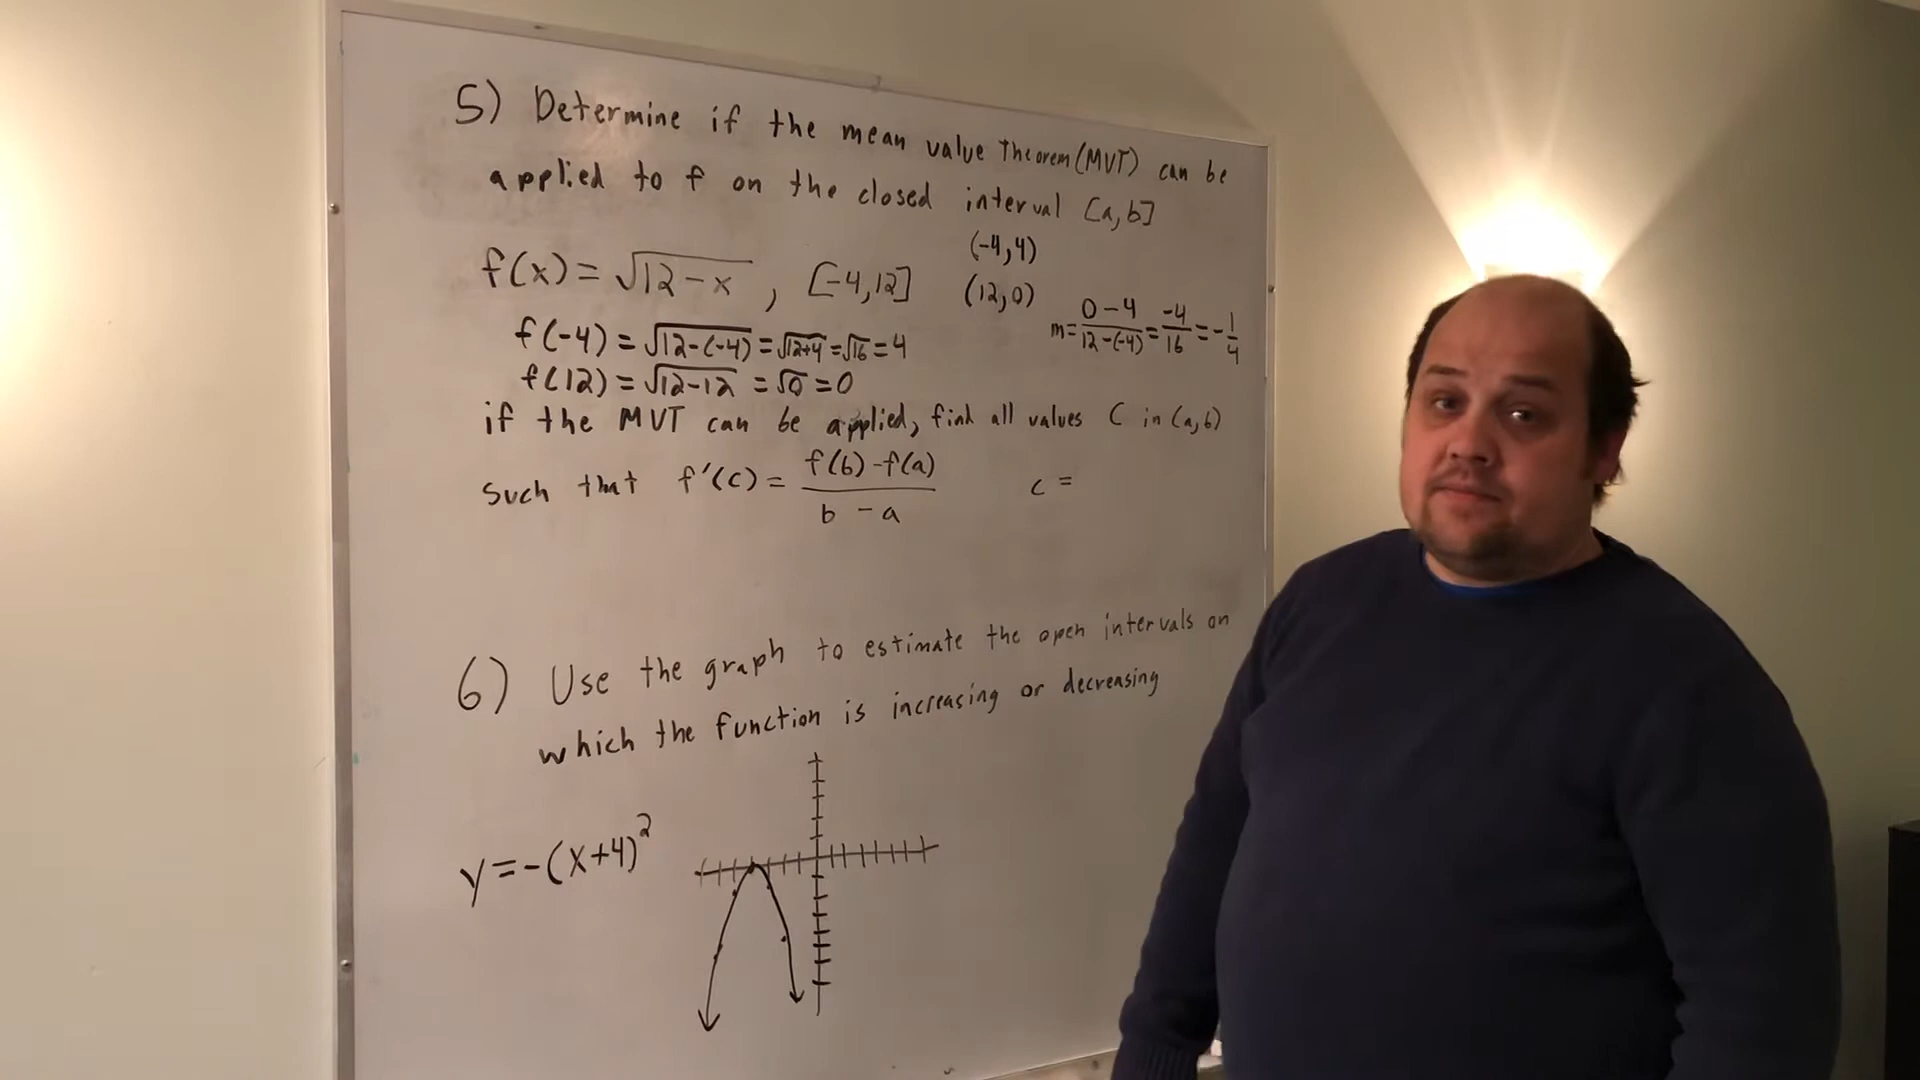 5) Determine if the mean value Theorem (MVT) can be
applied to f on the closed interval [a,b]
(-4,4)
f(x) = √12-x , [-4,12] (12,0)
m = 0-4/12-(-4) = -4/16 = -1/4
f(-4) = √12-(-4) = √12+4 = √16 = 4
f(12) = √12-12 = √0 = 0
if the MVT can be applied, find all values C in (a,b)
such that f'(c) = f(b)-f(a)/b-a c =
6) Use the graph to estimate the open intervals on
which the function is increasing or decreasing
y=-(x+4)²